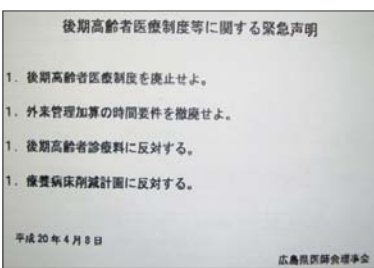 後期高齢者医療制度等に関する緊急声明
1. 後期高齢者医療制度を廃止せよ。
1. 外来管理加算の時間要件を撤廃せよ。
1. 後期高齢者診療料に反対する。
1. 療養病床削減計画に反対する。
平成20年4月8日
広島県医師会理事会